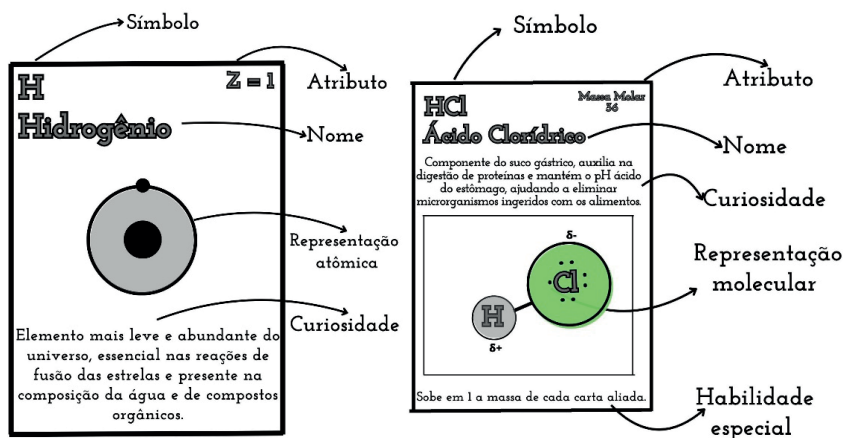 Símbolo
Atributo
H
Z = 1
Hidrogênio
Nome
Representação
atômica
Curiosidade
Elemento mais leve e abundante do
universo, essencial nas reações de
fusão das estrelas e presente na
composição da água e de compostos
orgânicos.
Símbolo
Atributo
HCl
Massa Molar
36
Ácido Clorídrico
Nome
Componente do suco gástrico, auxilia na
digestão de proteínas e mantém o pH ácido
do estômago, ajudando a eliminar
microrganismos ingeridos com os alimentos.
Curiosidade
δ-
Cl
H
δ+
Representação
molecular
Sobe em 1 a massa de cada carta aliada.
Habilidade
especial